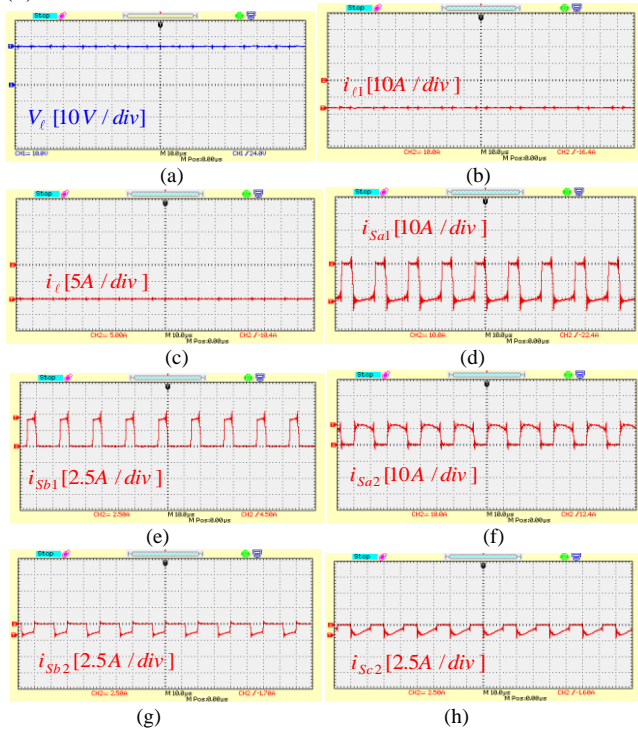 Stop
V_ℓ [10 V / div]
CH1= 10.0V M 10.0μs CH1 ∕24.0V
M Pos:0.00μs
(a)
Stop
i_ℓ1 [10A / div]
CH2= 10.0A M 10.0μs CH2 ∕-16.4A
M Pos:0.00μs
(b)
Stop
i_ℓ [5A / div]
CH2= 5.00A M 10.0μs CH2 ∕-10.4A
M Pos:0.00μs
(c)
Stop
i_Sa1 [10A / div]
CH2= 10.0A M 10.0μs CH2 ∕-22.4A
M Pos:0.00μs
(d)
Stop
i_Sb1 [2.5A / div]
CH2= 2.50A M 10.0μs CH2 ∕4.50A
M Pos:0.00μs
(e)
Stop
i_Sa2 [10A / div]
CH2= 10.0A M 10.0μs CH2 ∕12.4A
M Pos:0.00μs
(f)
Stop
i_Sb2 [2.5A / div]
CH2= 2.50A M 10.0μs CH2 ∕-1.70A
M Pos:0.00μs
(g)
Stop
i_Sc2 [2.5A / div]
CH2= 2.50A M 10.0μs CH2 ∕-1.60A
M Pos:0.00μs
(h)